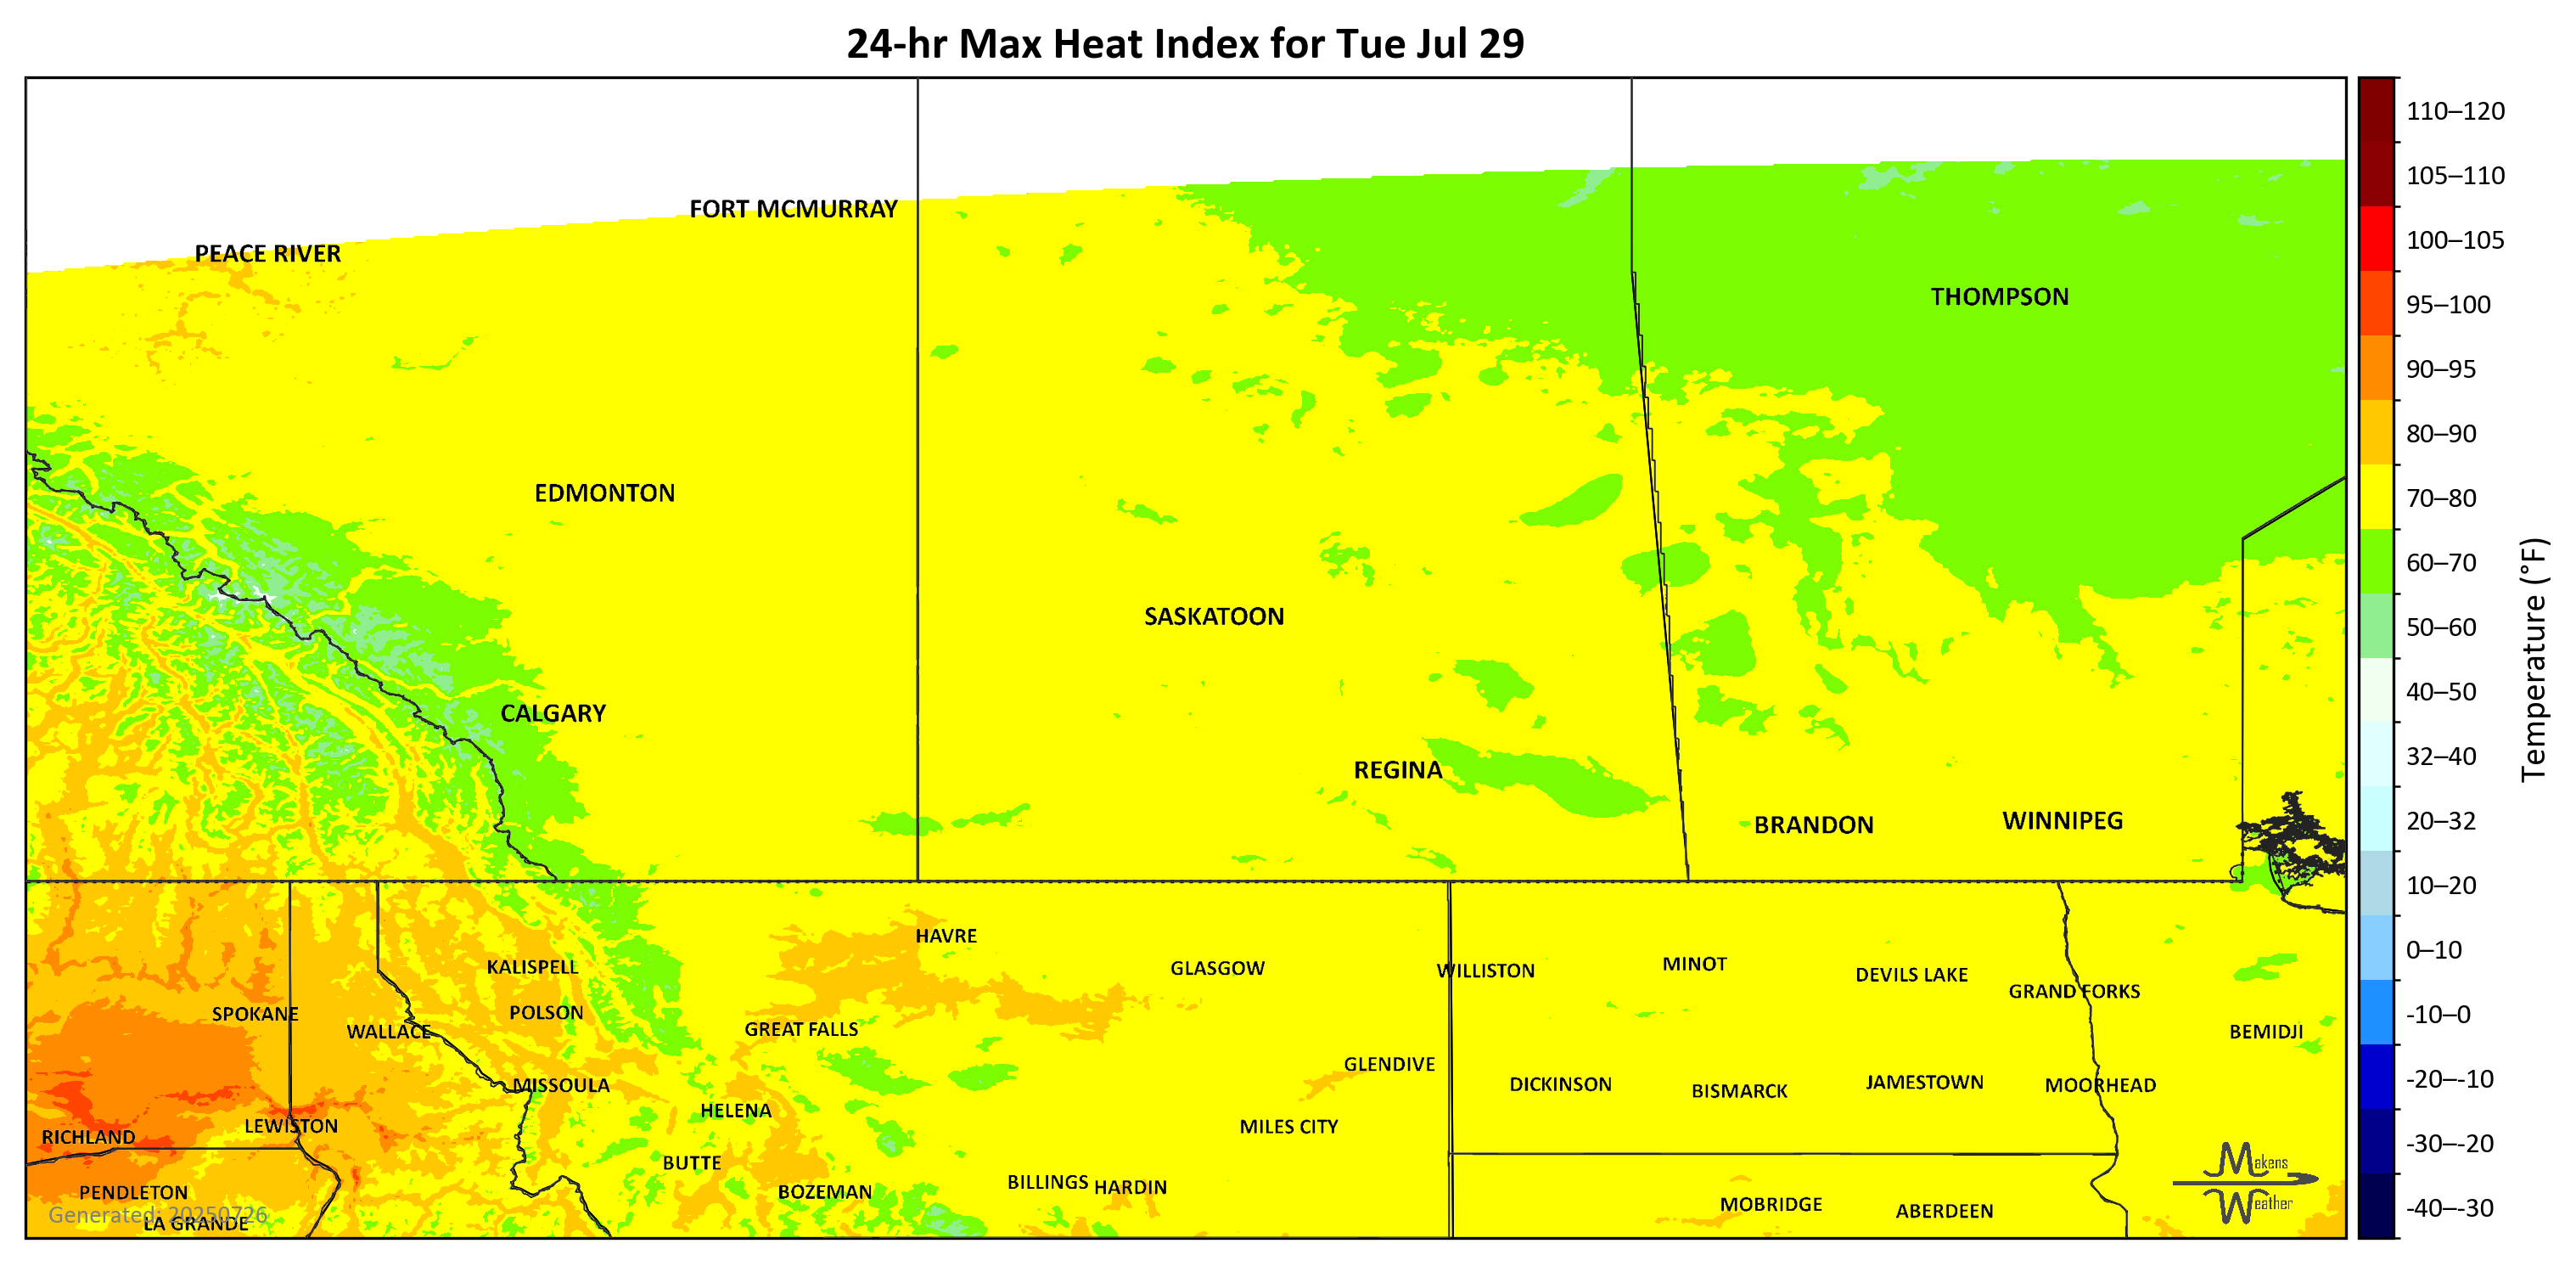 24-hr Max Heat Index for Tue Jul 29
FORT MCMURRAY
PEACE RIVER
THOMPSON
EDMONTON
SASKATOON
CALGARY
REGINA
BRANDON
WINNIPEG
HAVRE
KALISPELL
GLASGOW
WILLISTON
MINOT
DEVILS LAKE
GRAND FORKS
SPOKANE
POLSON
WALLACE
GREAT FALLS
BEMIDJI
GLENDIVE
MISSOULA
DICKINSON
BISMARCK
JAMESTOWN
MOORHEAD
HELENA
LEWISTON
RICHLAND
MILES CITY
BUTTE
PENDLETON
BOZEMAN
BILLINGS
HARDIN
MOBRIDGE
ABERDEEN
Generated: 20250726
LA GRANDE
Makens
Weather
110–120
105–110
100–105
95–100
90–95
80–90
70–80
60–70
50–60
40–50
32–40
20–32
10–20
0–10
-10–0
-20–-10
-30–-20
-40–-30
Temperature (°F)